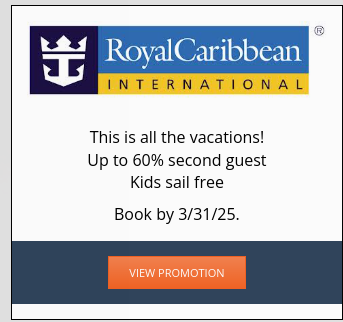 RoyalCaribbean ®
INTERNATIONAL
This is all the vacations!
Up to 60% second guest
Kids sail free
Book by 3/31/25.
VIEW PROMOTION